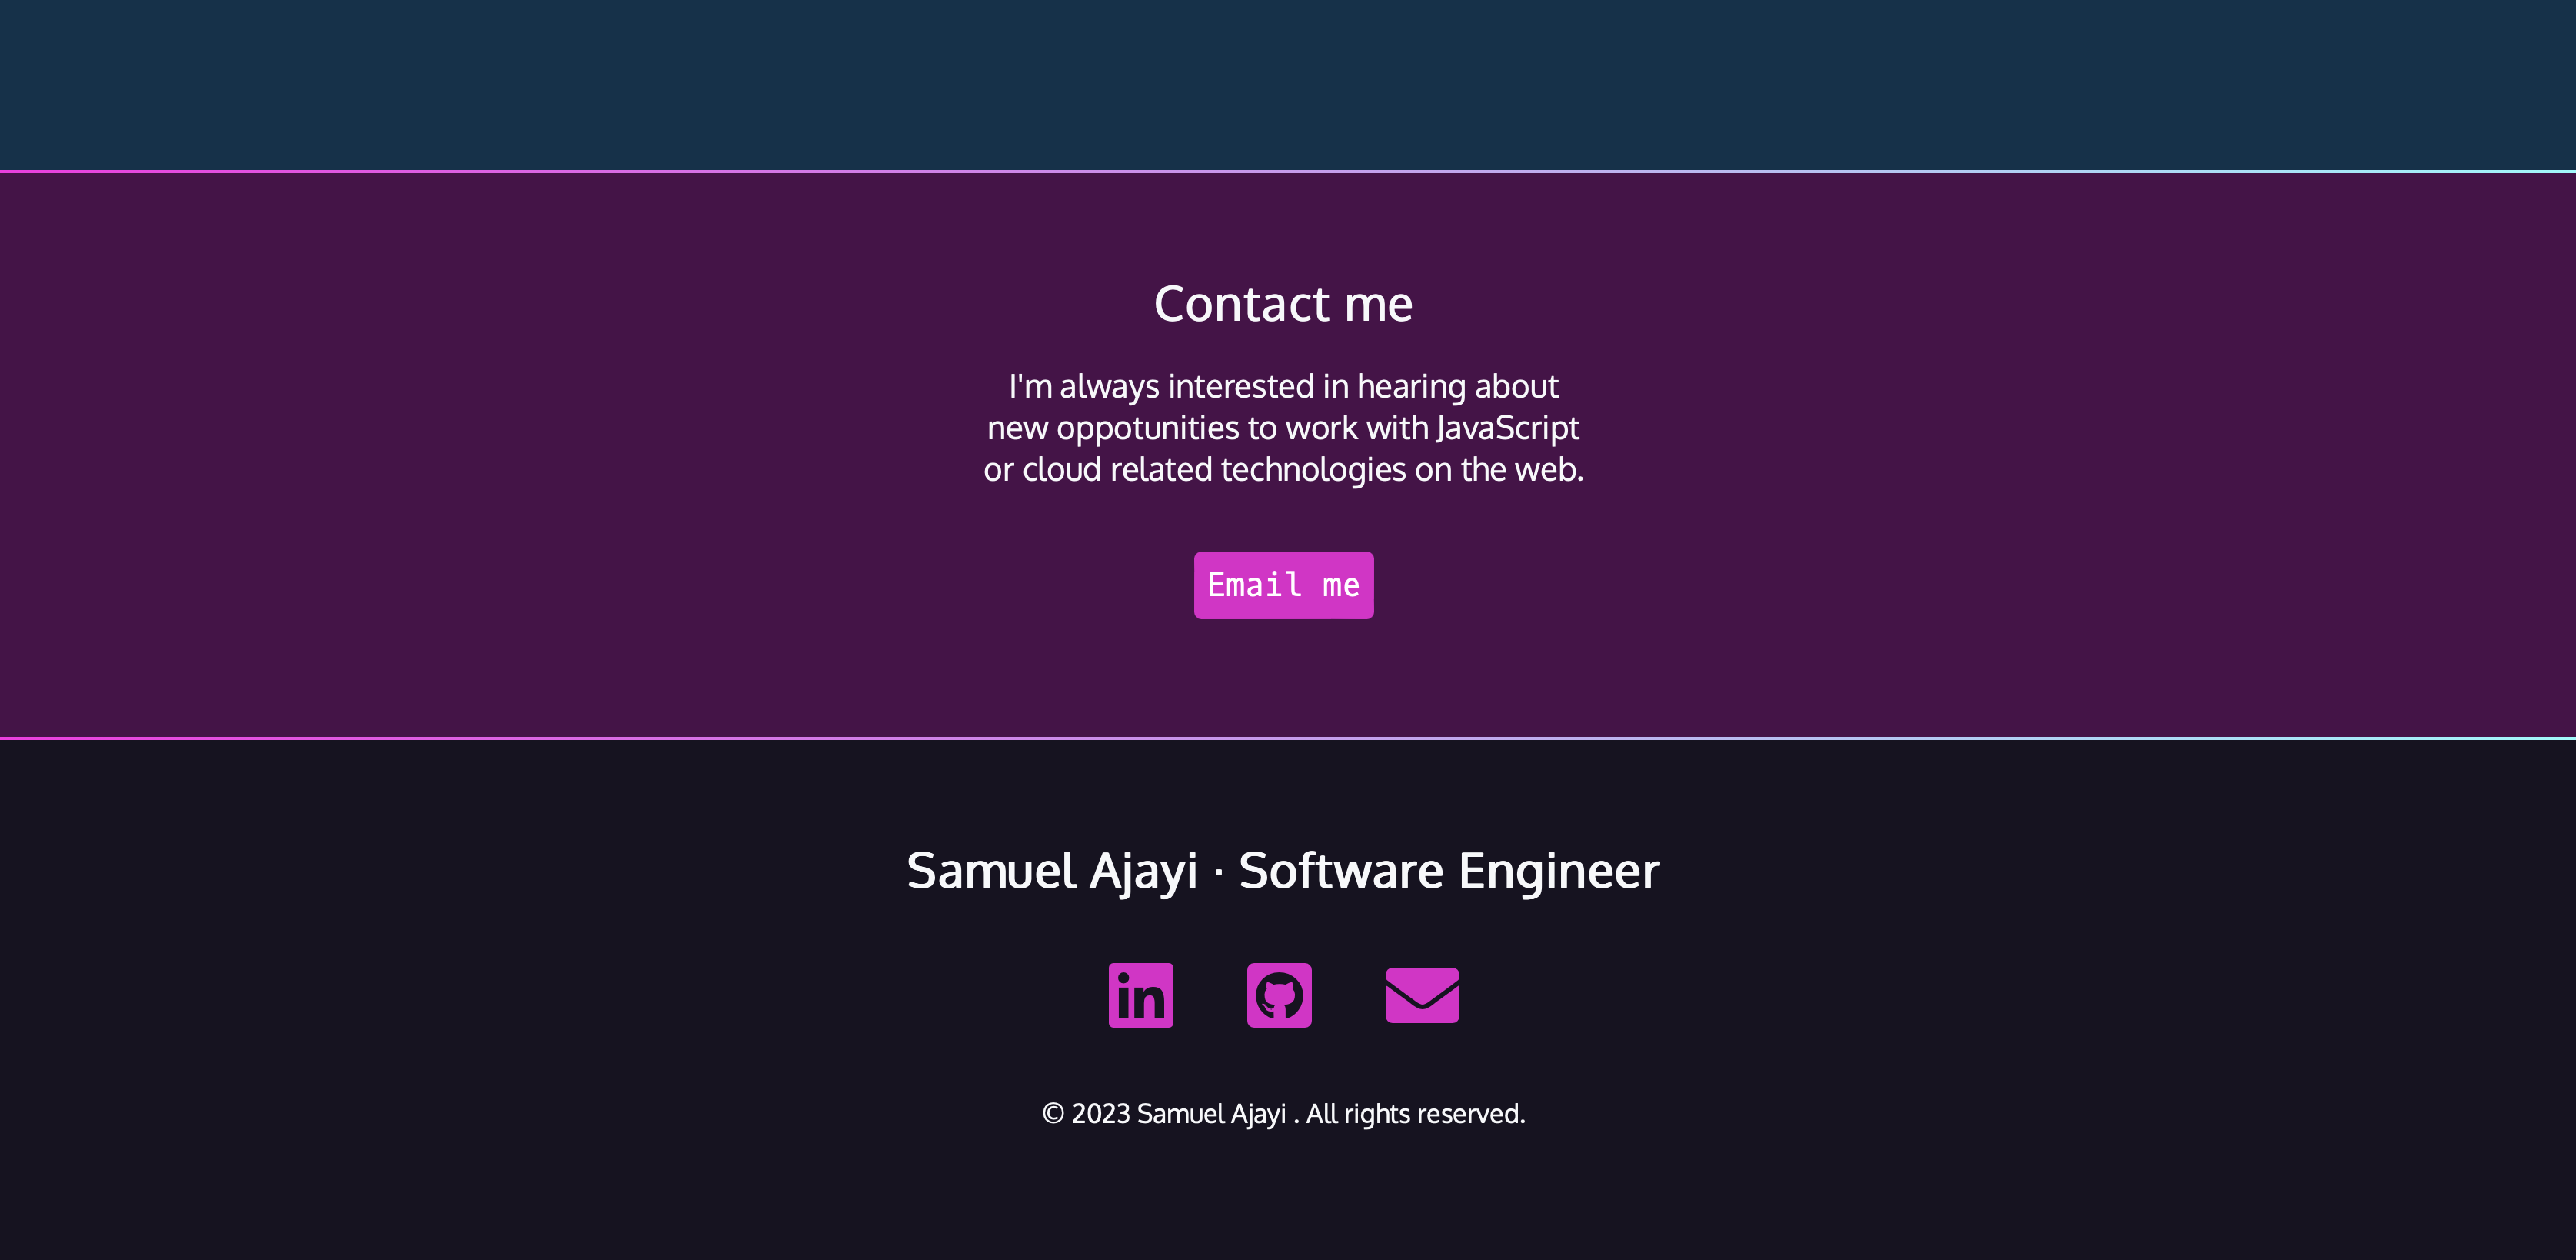 Contact me
I'm always interested in hearing about
new oppotunities to work with JavaScript
or cloud related technologies on the web.
Email me
Samuel Ajayi · Software Engineer
in
© 2023 Samuel Ajayi . All rights reserved.